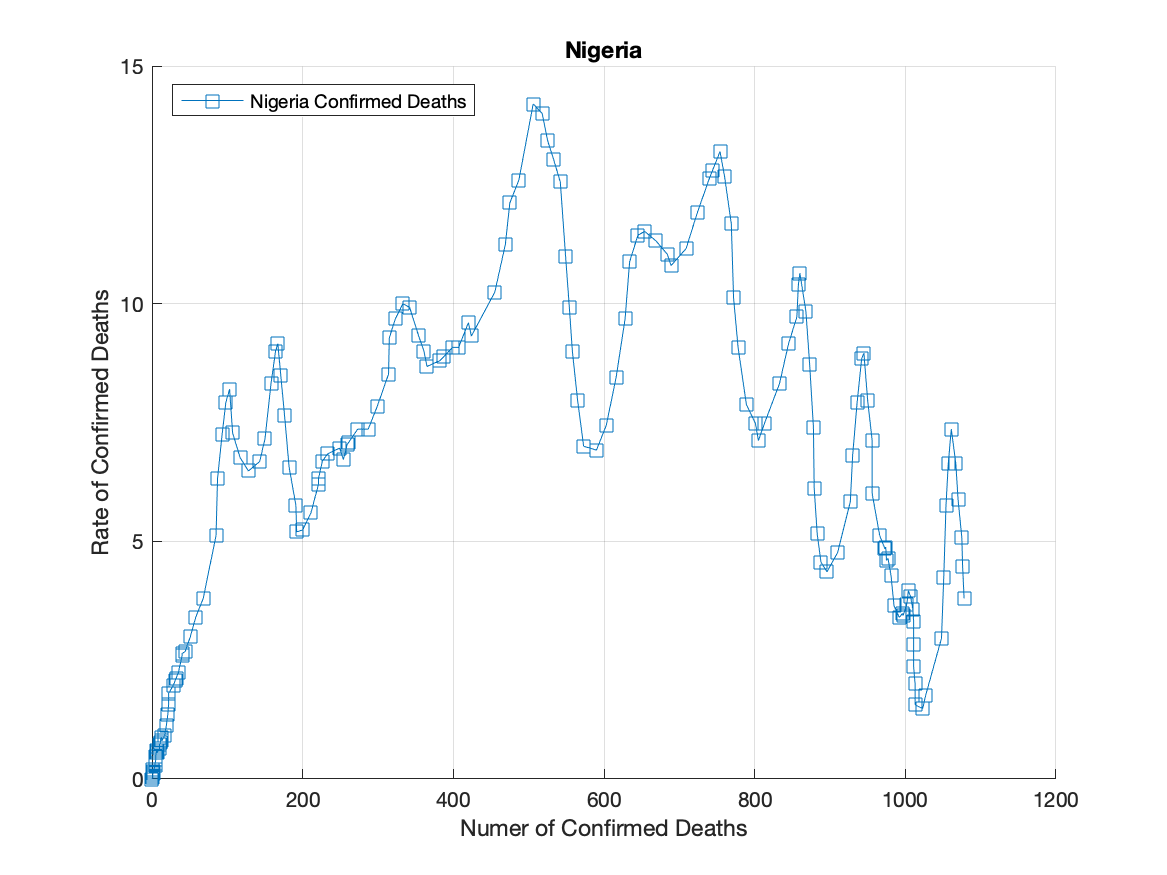 Nigeria
15
Nigeria Confirmed Deaths
10
Rate of Confirmed Deaths
5
0
0 200 400 600 800 1000 1200
Numer of Confirmed Deaths